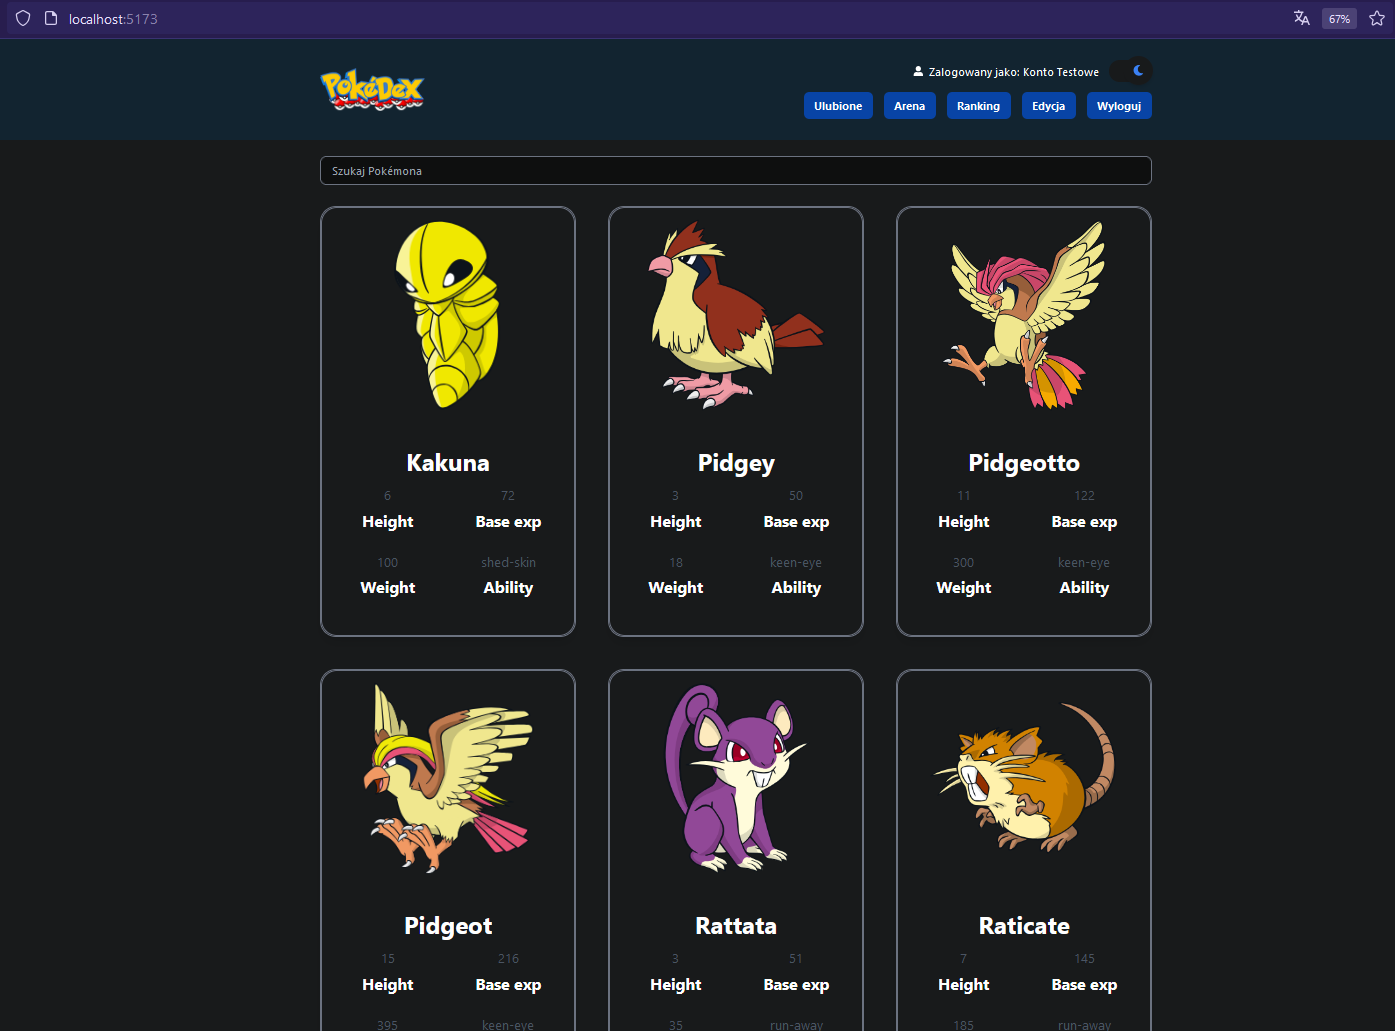 localhost:5173
67%
PokéDex
Zalogowany jako: Konto Testowe
Ulubione Arena Ranking Edycja Wyloguj
Szukaj Pokémona
Kakuna Pidgey Pidgeotto
6 72 3 50 11 122
Height Base exp Height Base exp Height Base exp
100 shed-skin 18 keen-eye 300 keen-eye
Weight Ability Weight Ability Weight Ability
Pidgeot Rattata Raticate
15 216 3 51 7 145
Height Base exp Height Base exp Height Base exp
395 keen-eye 35 run-away 185 run-away